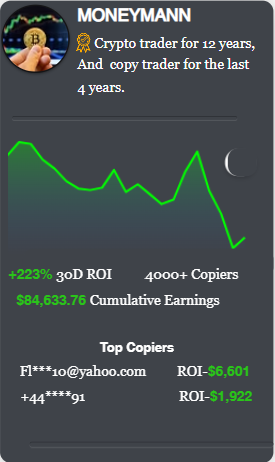 MONEYMANN
Crypto trader for 12 years,
And copy trader for the last
4 years.
+223% 30D ROI 4000+ Copiers
$84,633.76 Cumulative Earnings
Top Copiers
Fl***10@yahoo.com ROI-$6,601
+44****91 ROI-$1,922